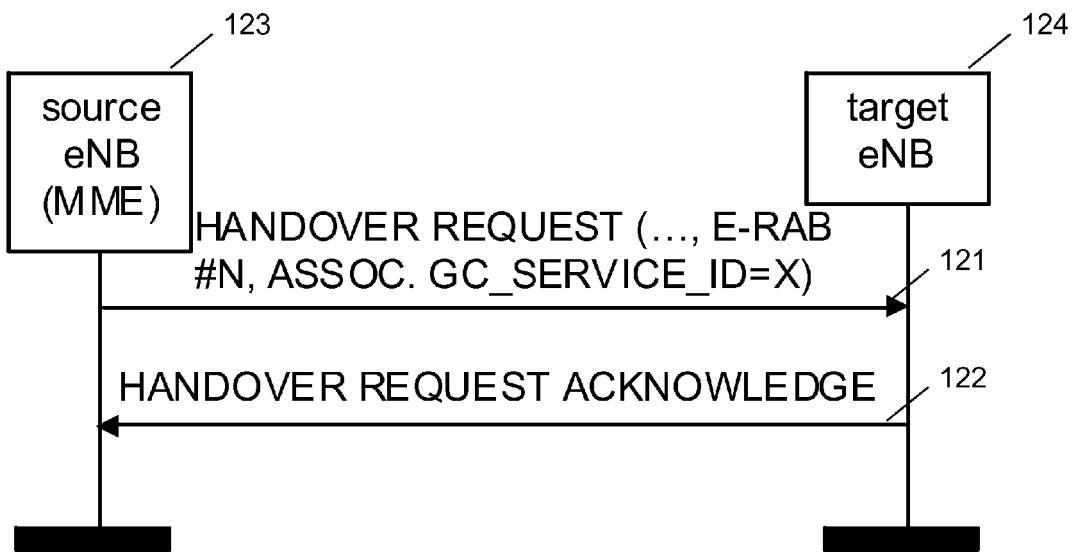 123
124
source
eNB
(MME)
target
eNB
HANDOVER REQUEST (…, E-RAB
#N, ASSOC. GC_SERVICE_ID=X)
121
HANDOVER REQUEST ACKNOWLEDGE
122